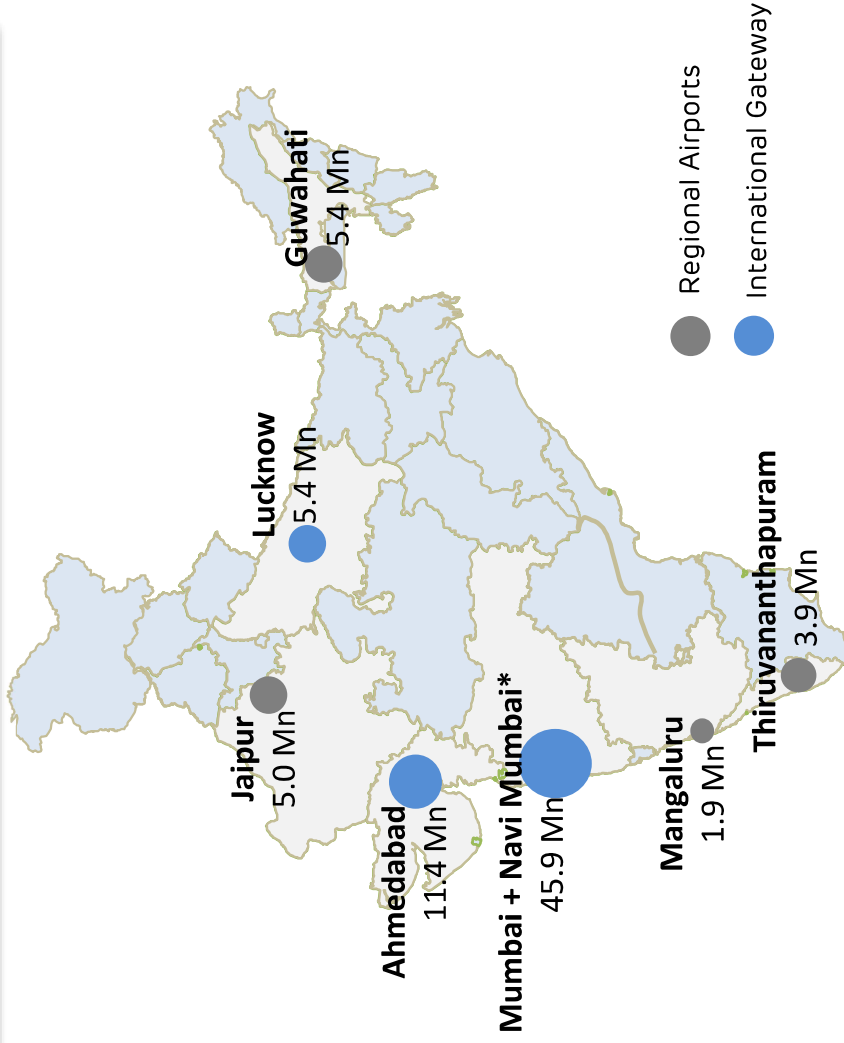 Guwahati
5.4 Mn
Lucknow
5.4 Mn
Jaipur
5.0 Mn
Ahmedabad
11.4 Mn
Mumbai + Navi Mumbai*
45.9 Mn
Mangaluru
1.9 Mn
Thiruvananthapuram
3.9 Mn
Regional Airports
International Gateway